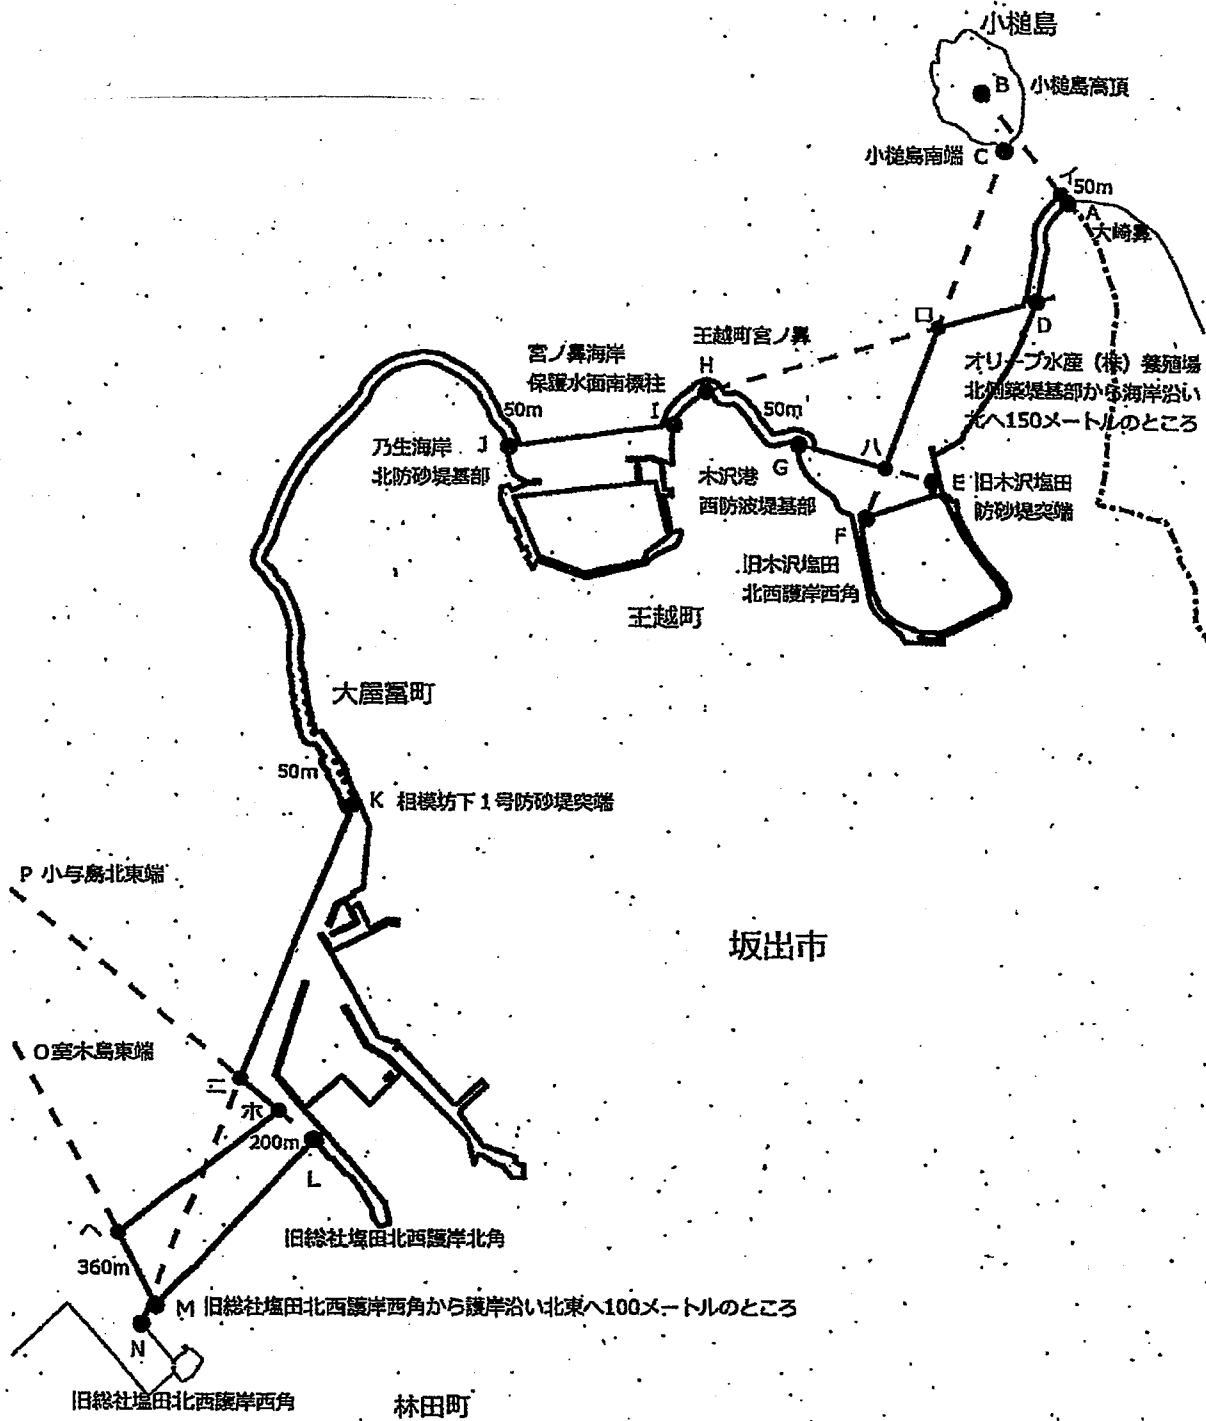 小槌島
B 小槌島高頂
小槌島南端 C
イ
50m
A
大崎鼻
ロ
D
王越町宮ノ鼻
H
宮ノ鼻海岸
保護水面南標柱
オリーブ水産（株）養殖場
北側築堤基部から海岸沿い
北へ150メートルのところ
50m
I
50m
J
乃生海岸
北防砂堤基部
G
ハ
木沢港
西防波堤基部
E 旧木沢塩田
防砂堤突端
F
旧木沢塩田
北西護岸西角
王越町
大屋冨町
50m
K 相模坊下１号防砂堤突端
P 小与島北東端
坂出市
O室木島東端
ニ
ホ
200m
L
ヘ
旧総社塩田北西護岸北角
360m
M 旧総社塩田北西護岸西角から護岸沿い北東へ100メートルのところ
N
旧総社塩田北西護岸西角
林田町